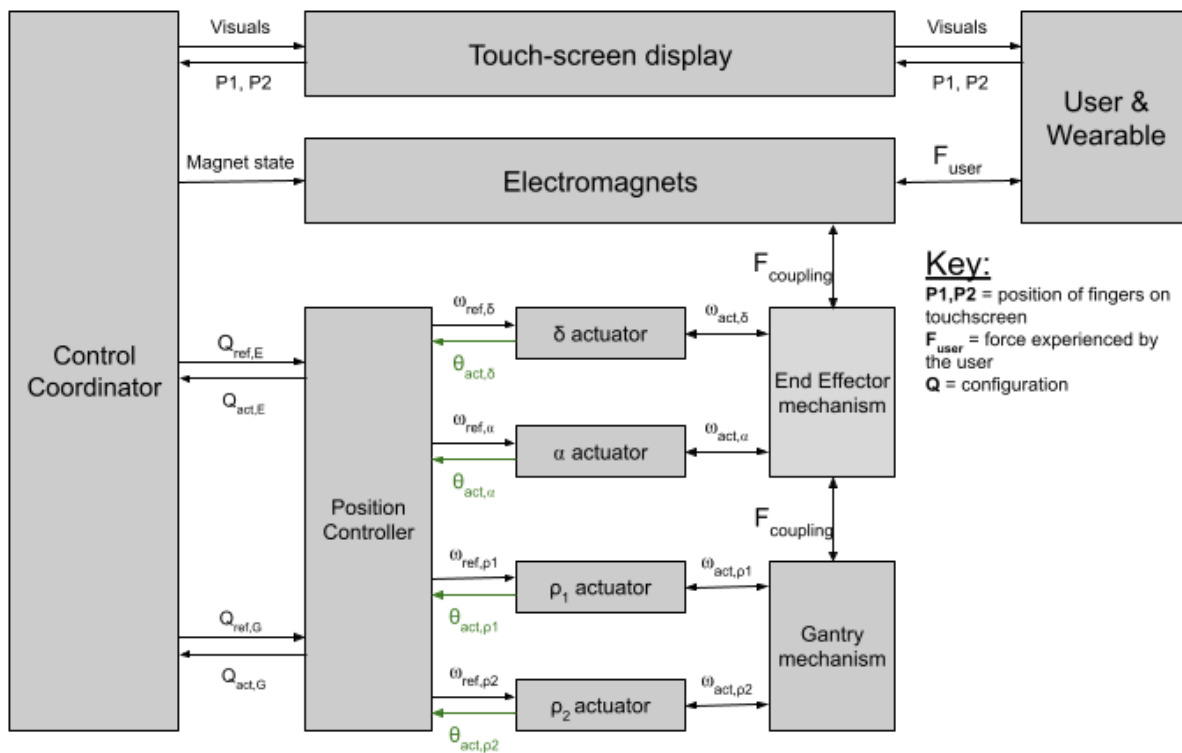 Visuals
Touch-screen display
Visuals
P1, P2
P1, P2
User &
Wearable
Magnet state
Electromagnets
F_user
F_coupling
Key:
P1,P2 = position of fingers on
touchscreen
F_user = force experienced by
the user
Q = configuration
Control
Coordinator
Q_ref,E
Q_act,E
Q_ref,G
Q_act,G
Position
Controller
ω_ref,δ
θ_act,δ
δ actuator
ω_act,δ
ω_ref,α
θ_act,α
α actuator
ω_act,α
End Effector
mechanism
F_coupling
ω_ref,ρ1
θ_act,ρ1
ρ_1 actuator
ω_act,ρ1
ω_ref,ρ2
θ_act,ρ2
ρ_2 actuator
ω_act,ρ2
Gantry
mechanism